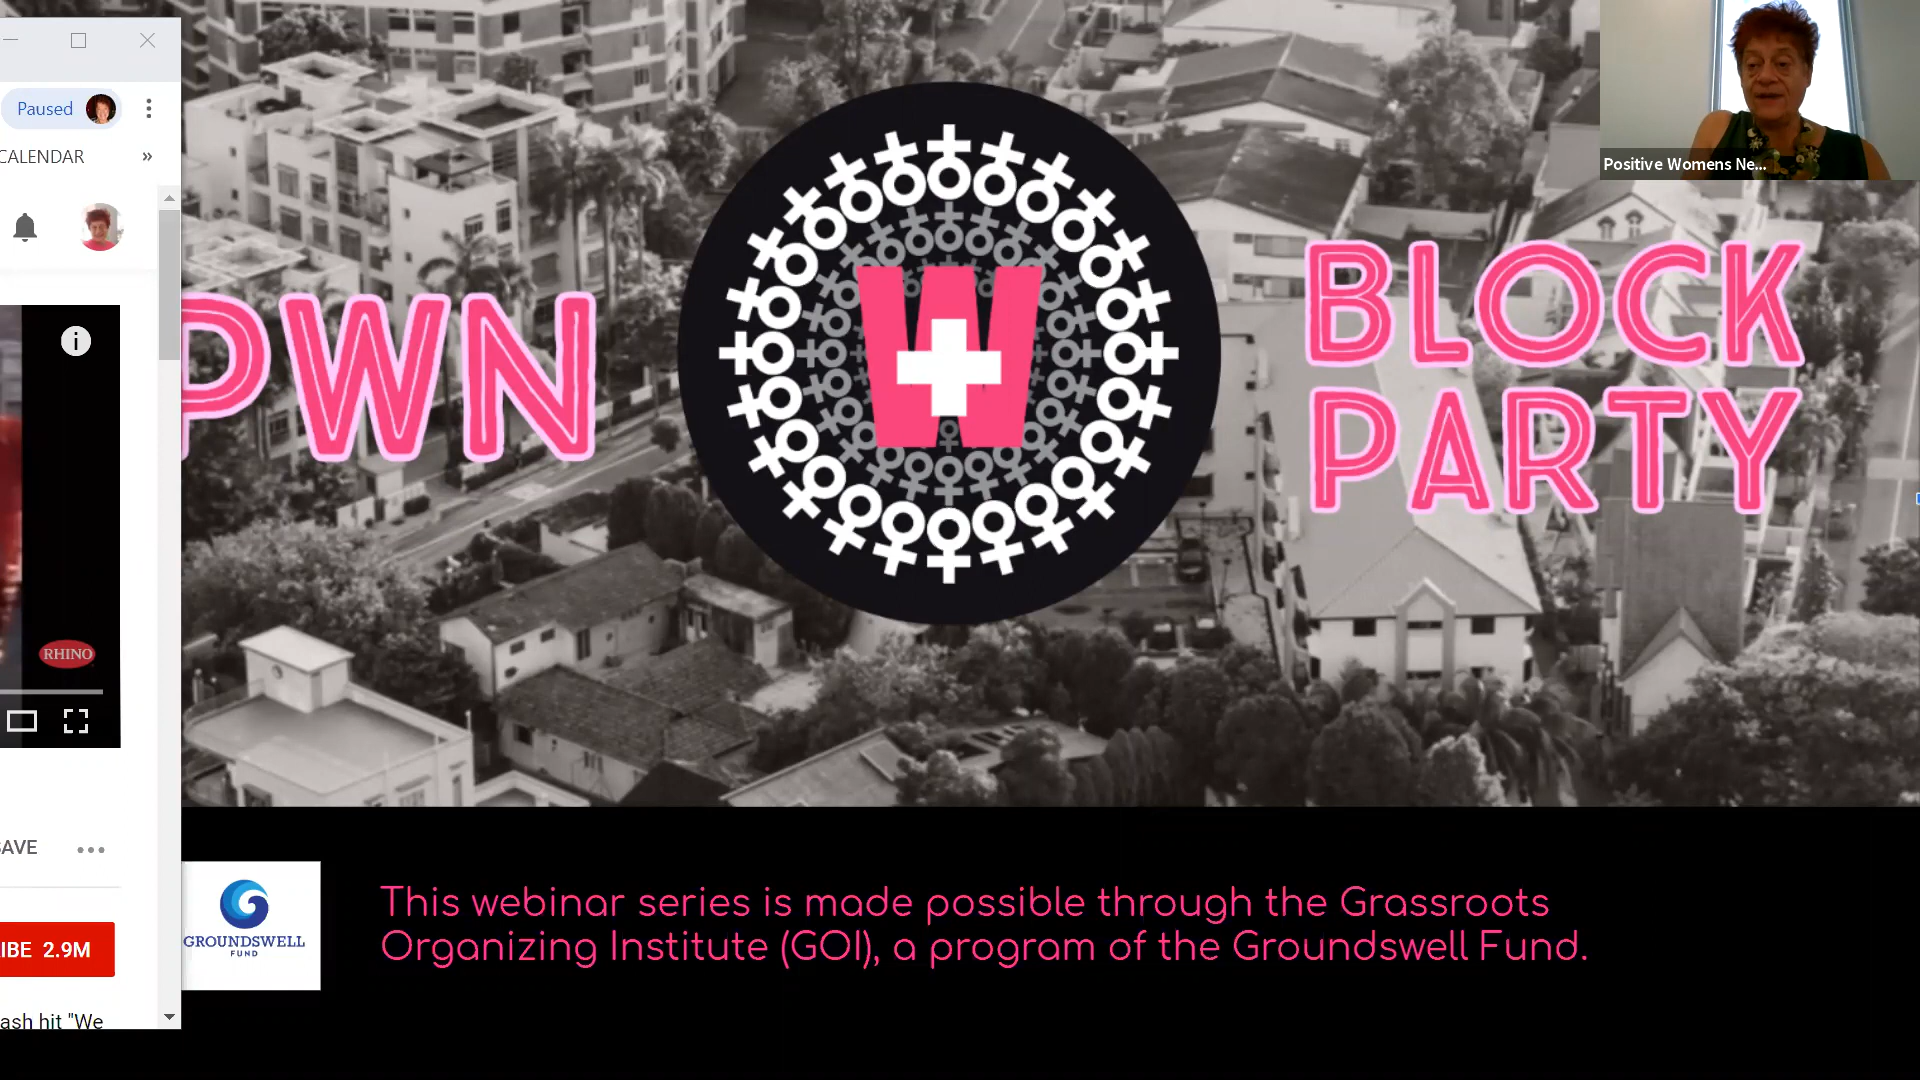 Paused
CALENDAR
»
PWN
W
BLOCK
PARTY
Positive Womens Ne...
i
RHINO
SAVE
IBE 2.9M
ash hit "We
GROUNDSWELL
FUND
This webinar series is made possible through the Grassroots
Organizing Institute (GOI), a program of the Groundswell Fund.